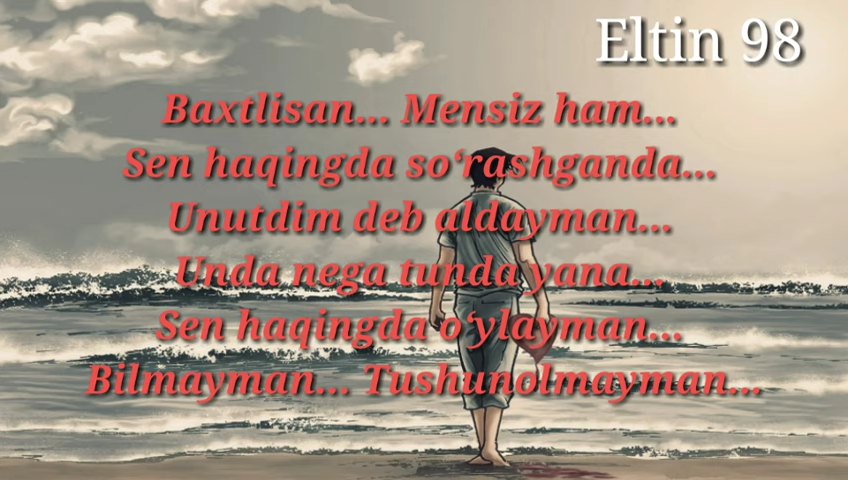 Eltin 98
Baxtlisan... Mensiz ham...
Sen haqingda so‘rashganda...
Unutdim deb aldayman...
Unda nega tunda yana...
Sen haqingda o‘ylayman...
Bilmayman... Tushunolmayman...